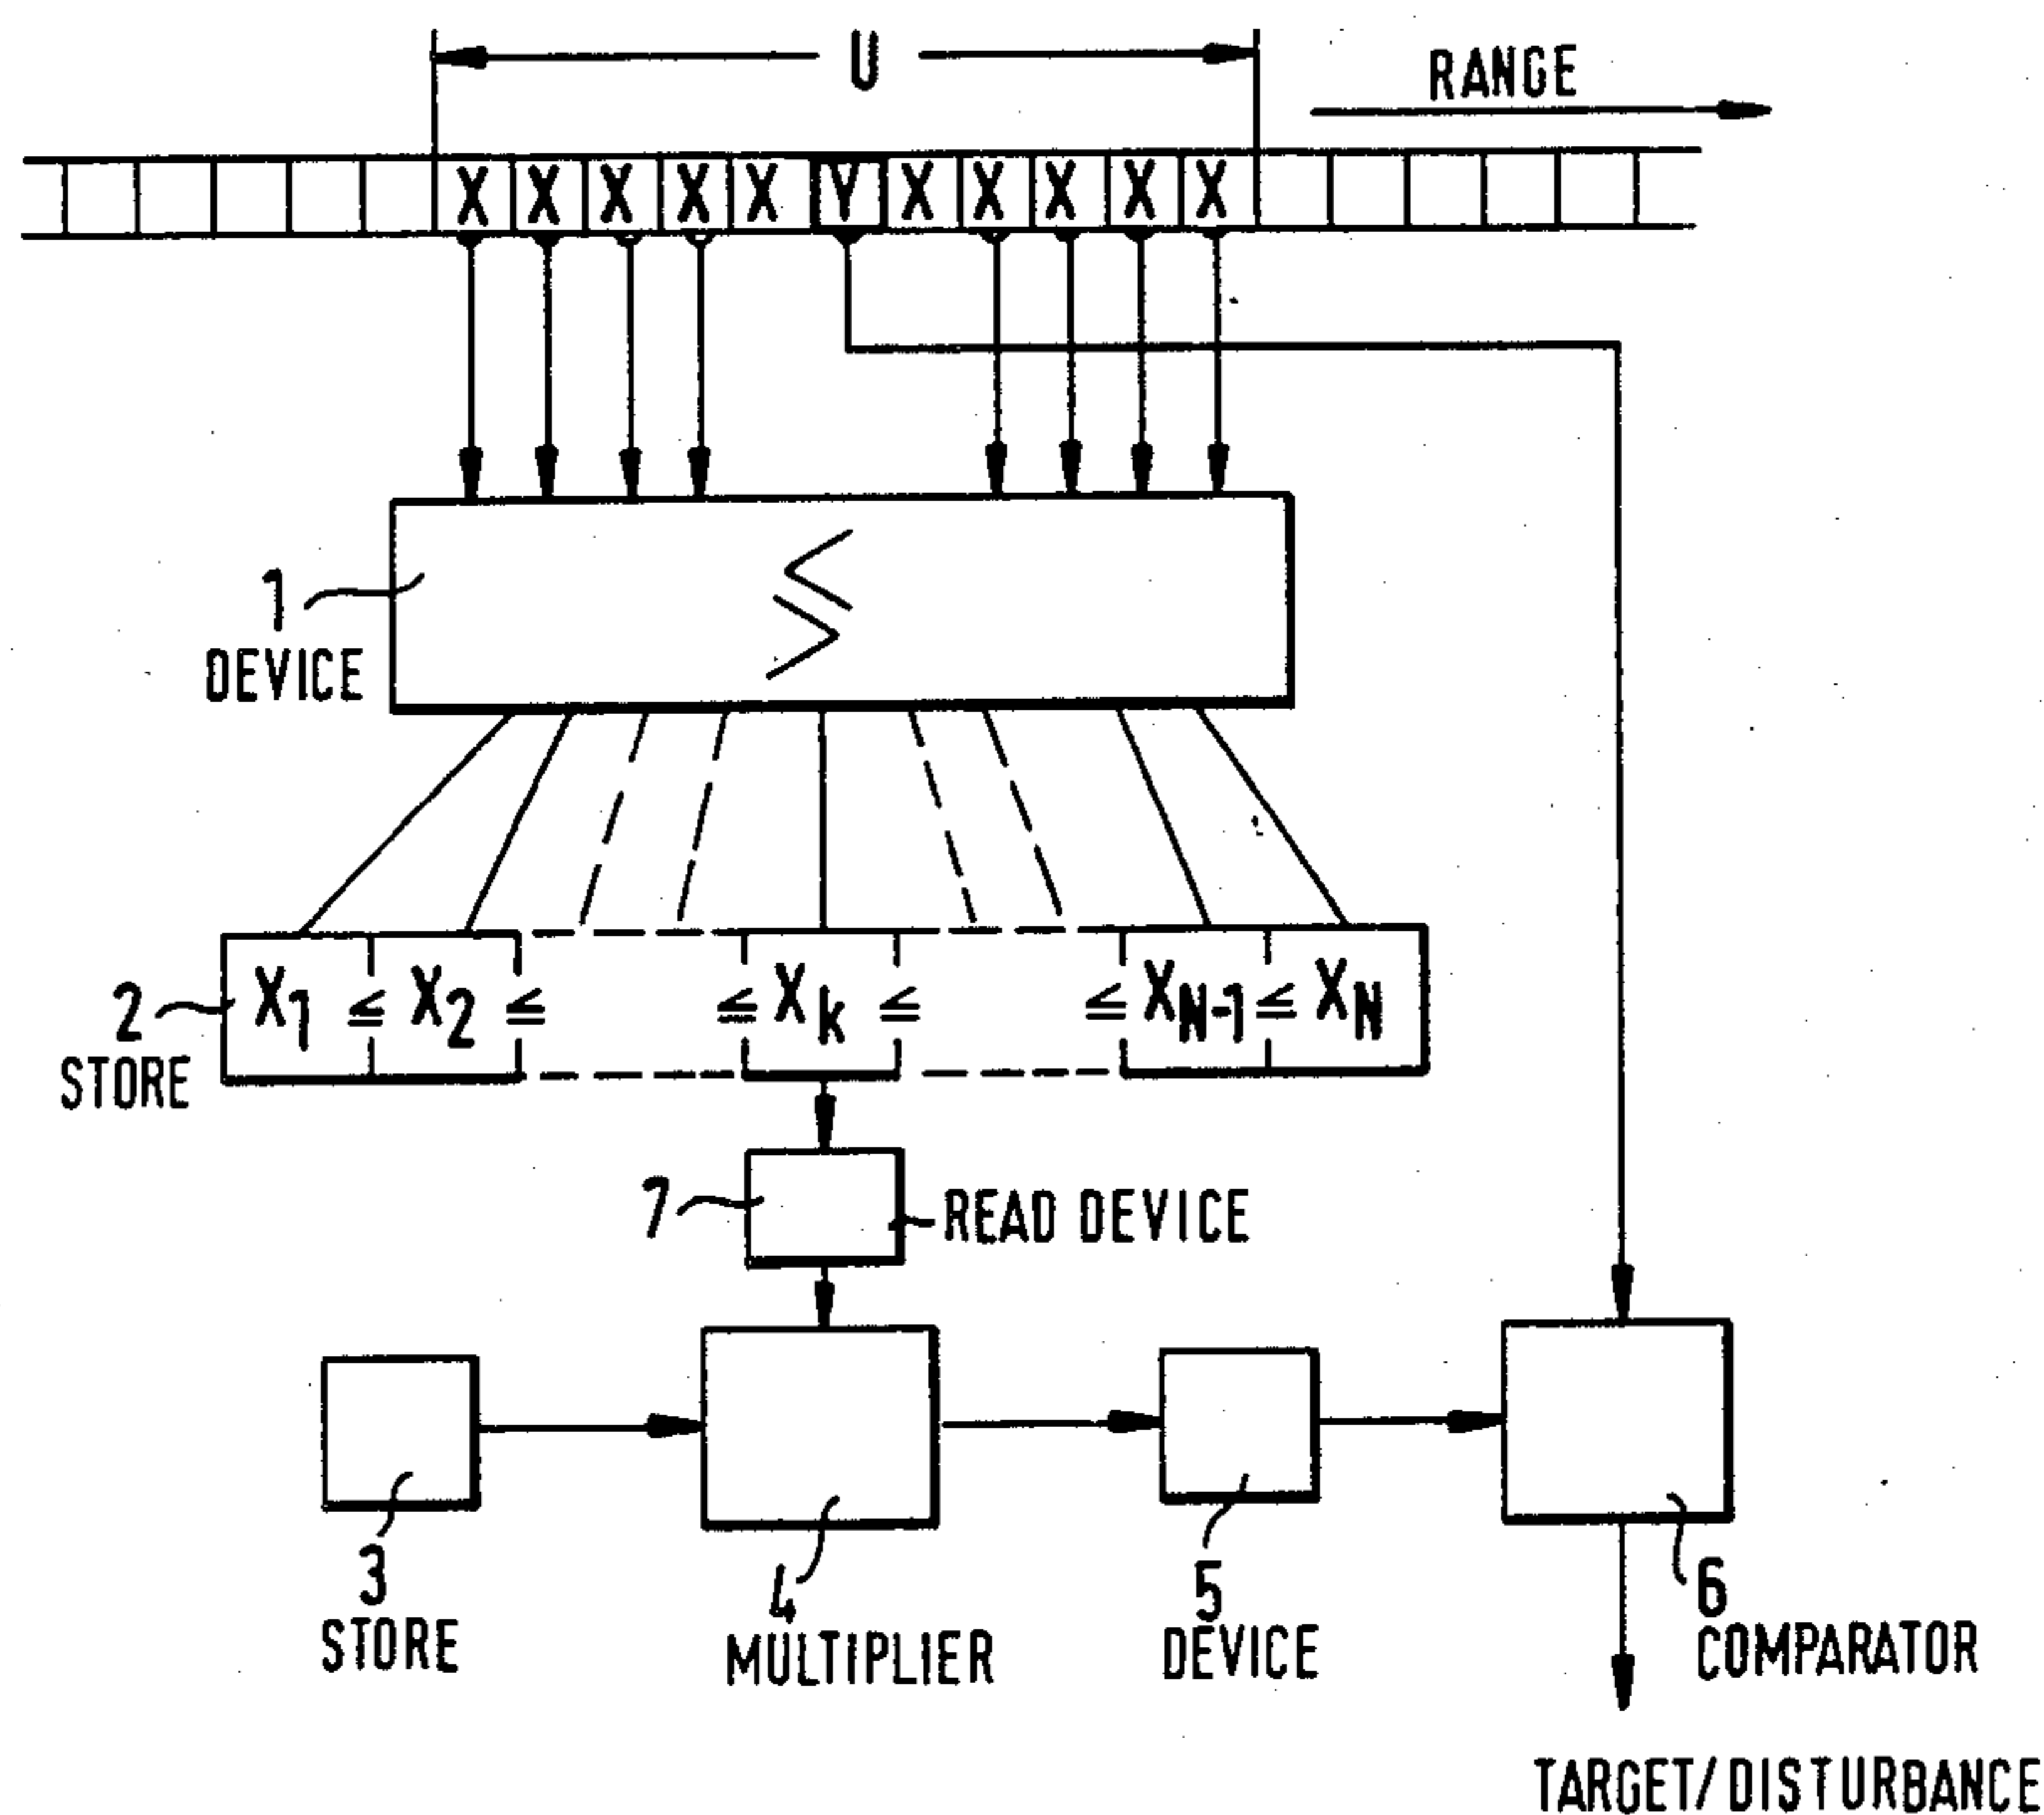 U
RANGE
X X X X X Y X X X X X
≶
1
DEVICE
X1 ≤ X2 ≤ ≤ Xk ≤ ≤ XN-1 ≤ XN
2
STORE
7
READ DEVICE
3
STORE
4
MULTIPLIER
5
DEVICE
6
COMPARATOR
TARGET/DISTURBANCE